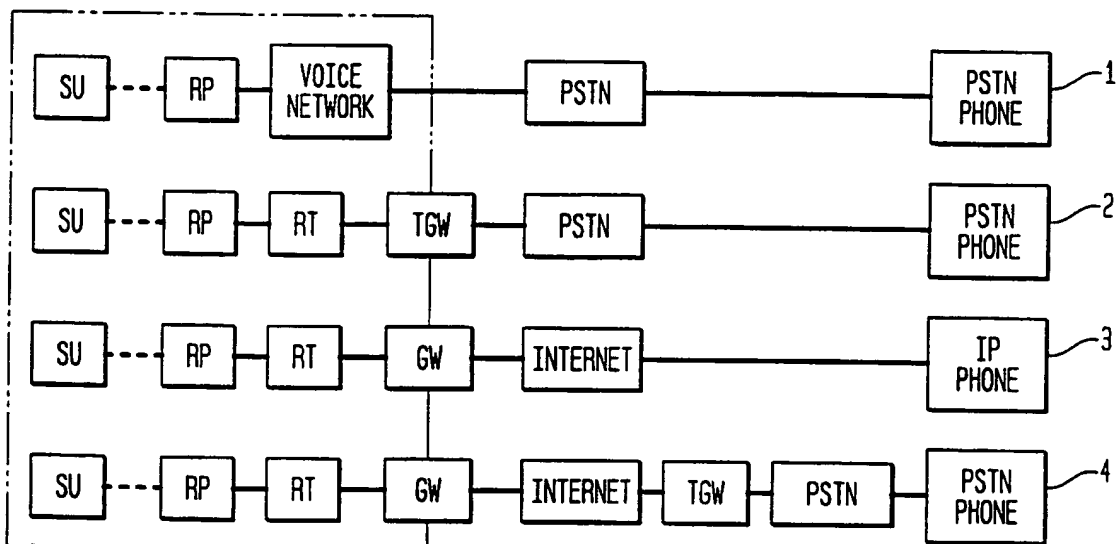 SU RP VOICE NETWORK PSTN PSTN PHONE 1
SU RP RT TGW PSTN PSTN PHONE 2
SU RP RT GW INTERNET IP PHONE 3
SU RP RT GW INTERNET TGW PSTN PSTN PHONE 4